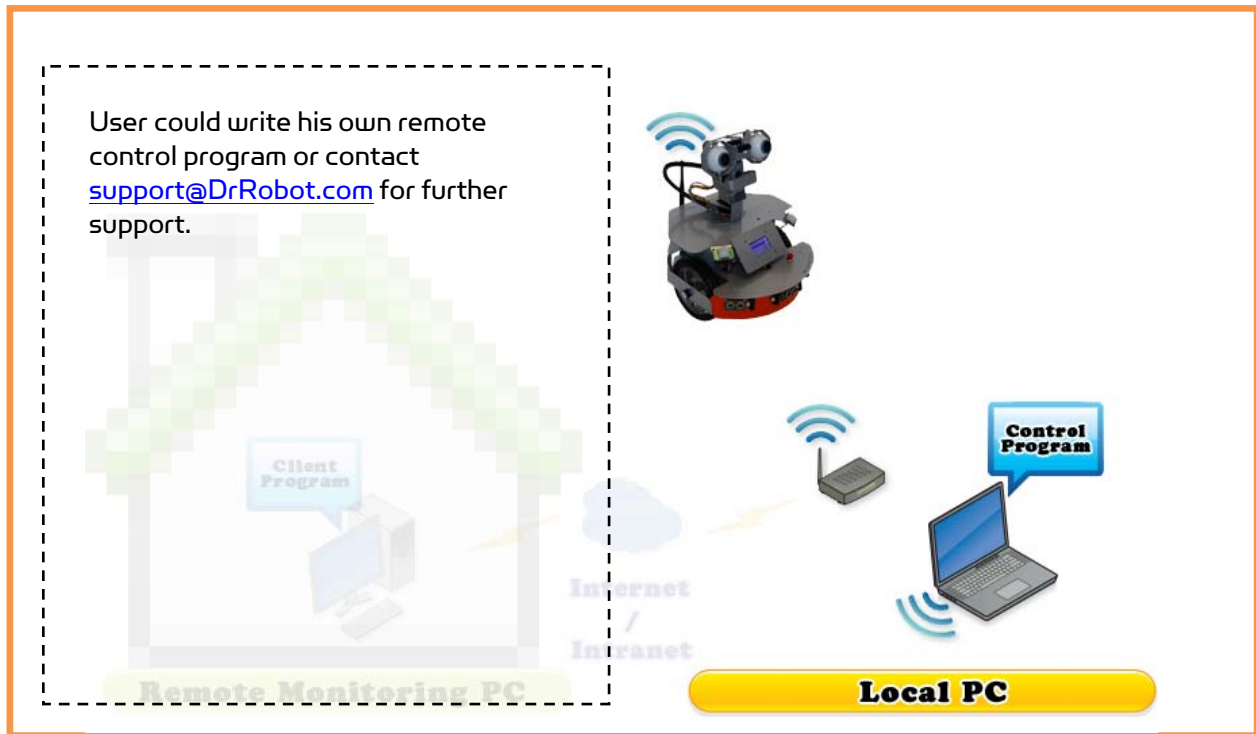 User could write his own remote
control program or contact
support@DrRobot.com for further
support.
Control
Program
Client
Program
Internet
/
Intranet
Remote Monitoring PC
Local PC